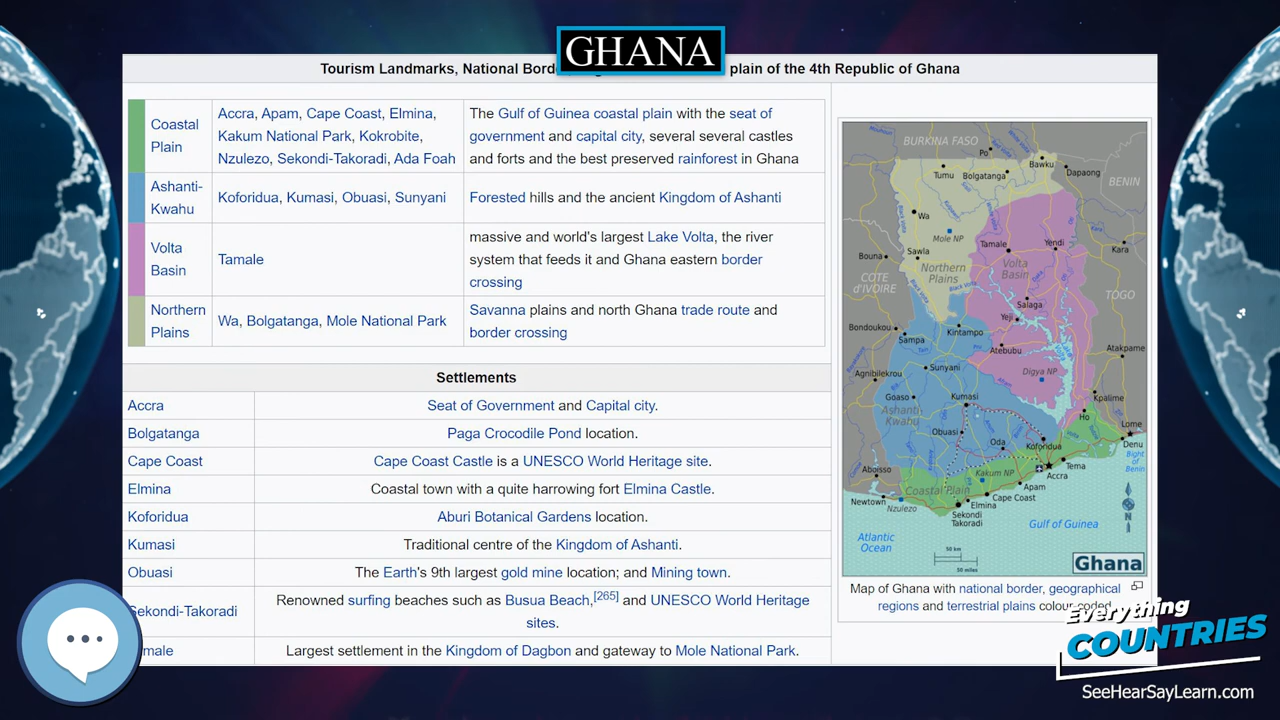 GHANA
Tourism Landmarks, National Bord
plain of the 4th Republic of Ghana
Coastal
Plain
Accra, Apam, Cape Coast, Elmina,
Kakum National Park, Kokrobite,
Nzulezo, Sekondi-Takoradi, Ada Foah
The Gulf of Guinea coastal plain with the seat of
government and capital city, several several castles
and forts and the best preserved rainforest in Ghana
Ashanti-
Kwahu
Koforidua, Kumasi, Obuasi, Sunyani
Forested hills and the ancient Kingdom of Ashanti
Volta
Basin
Tamale
massive and world's largest Lake Volta, the river
system that feeds it and Ghana eastern border
crossing
Northern
Plains
Wa, Bolgatanga, Mole National Park
Savanna plains and north Ghana trade route and
border crossing
Settlements
Accra
Seat of Government and Capital city.
Bolgatanga
Paga Crocodile Pond location.
Cape Coast
Cape Coast Castle is a UNESCO World Heritage site.
Elmina
Coastal town with a quite harrowing fort Elmina Castle.
Koforidua
Aburi Botanical Gardens location.
Kumasi
Traditional centre of the Kingdom of Ashanti.
Obuasi
The Earth's 9th largest gold mine location; and Mining town.
Sekondi-Takoradi
Renowned surfing beaches such as Busua Beach,[265] and UNESCO World Heritage
sites.
male
Largest settlement in the Kingdom of Dagbon and gateway to Mole National Park.
BURKINA FASO
Po
Bawku
Tumu
Bolgatanga
Dapaong
BENIN
Wa
Mole NP
Tamale
Yendi
Kara
Sawla
Bouna
Northern
Plains
Volta
Basin
COTE
d'IVOIRE
TOGO
Black Volta
Salaga
Yeji
Bondoukou
Sampa
Kintampo
Atebubu
Atakpame
Agnibilekrou
Sunyani
Digya NP
Goaso
Kumasi
Kpalime
Ashanti-
Kwahu
Ho
Obuasi
Oda
Koforidua
Lome
Denu
Bight of
Benin
Aboisso
Kakum NP
Tema
Accra
Apam
Coastal Plain
Cape Coast
Newtown
Nzulezo
Elmina
Sekondi
Takoradi
Gulf of Guinea
Atlantic
Ocean
N
50 km
50 miles
Ghana
Map of Ghana with national border, geographical
regions and terrestrial plains colour-coded.
Everything
COUNTRIES
SeeHearSayLearn.com